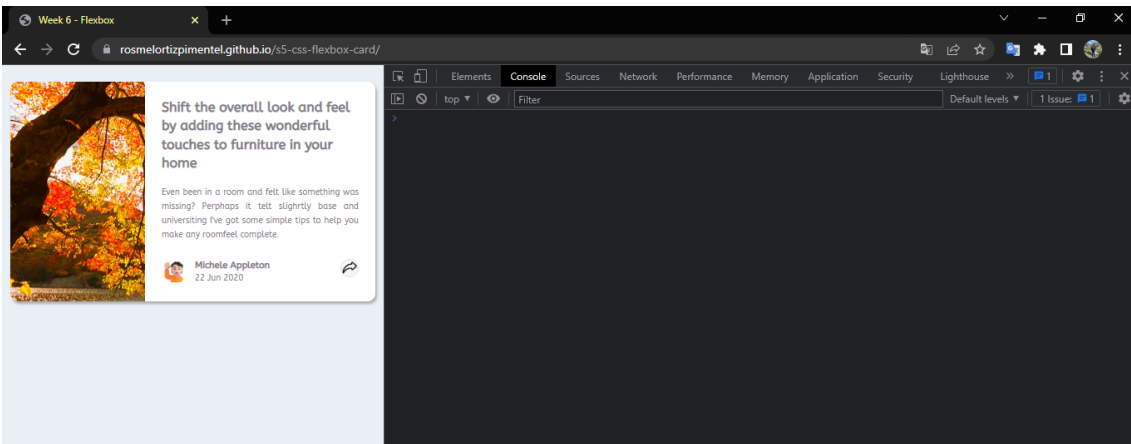 Week 6 - Flexbox
rosmelortizpimentel.github.io/s5-css-flexbox-card/
Elements Console Sources Network Performance Memory Application Security Lighthouse » 1
top Filter Default levels 1 Issue: 1
Shift the overall look and feel
by adding these wonderful
touches to furniture in your
home
Even been in a room and felt like something was
missing? Perphaps it telt slighrtly base and
universiting I've got some simple tips to help you
make any roomfeel complete.
Michele Appleton
22 Jun 2020